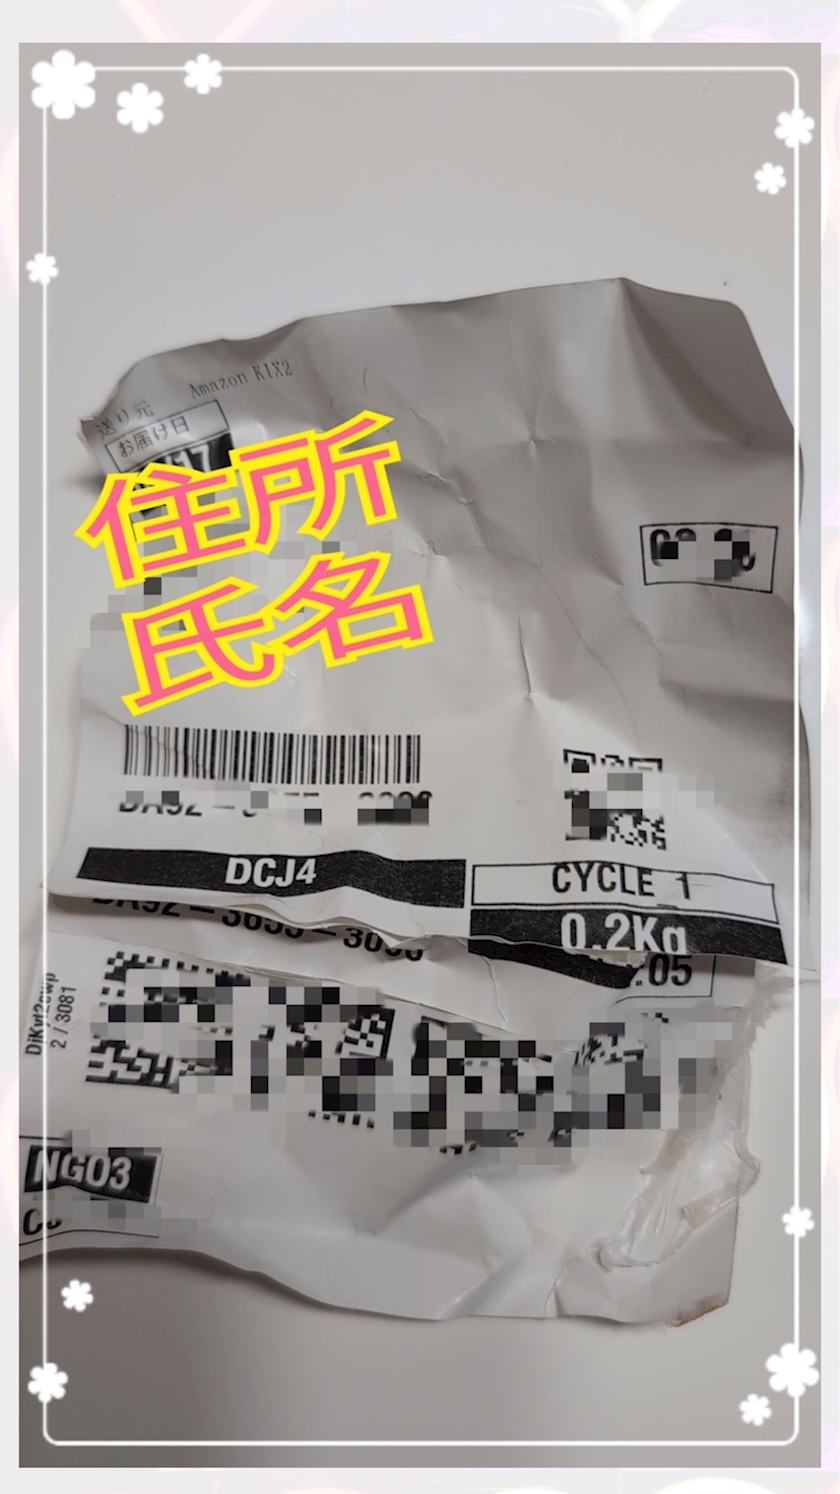 送り元 Amazon KIX2
お届け日
17
住所
氏名
DCJ4
CYCLE 1
0.2Kg
:05
2 / 3081
NG03